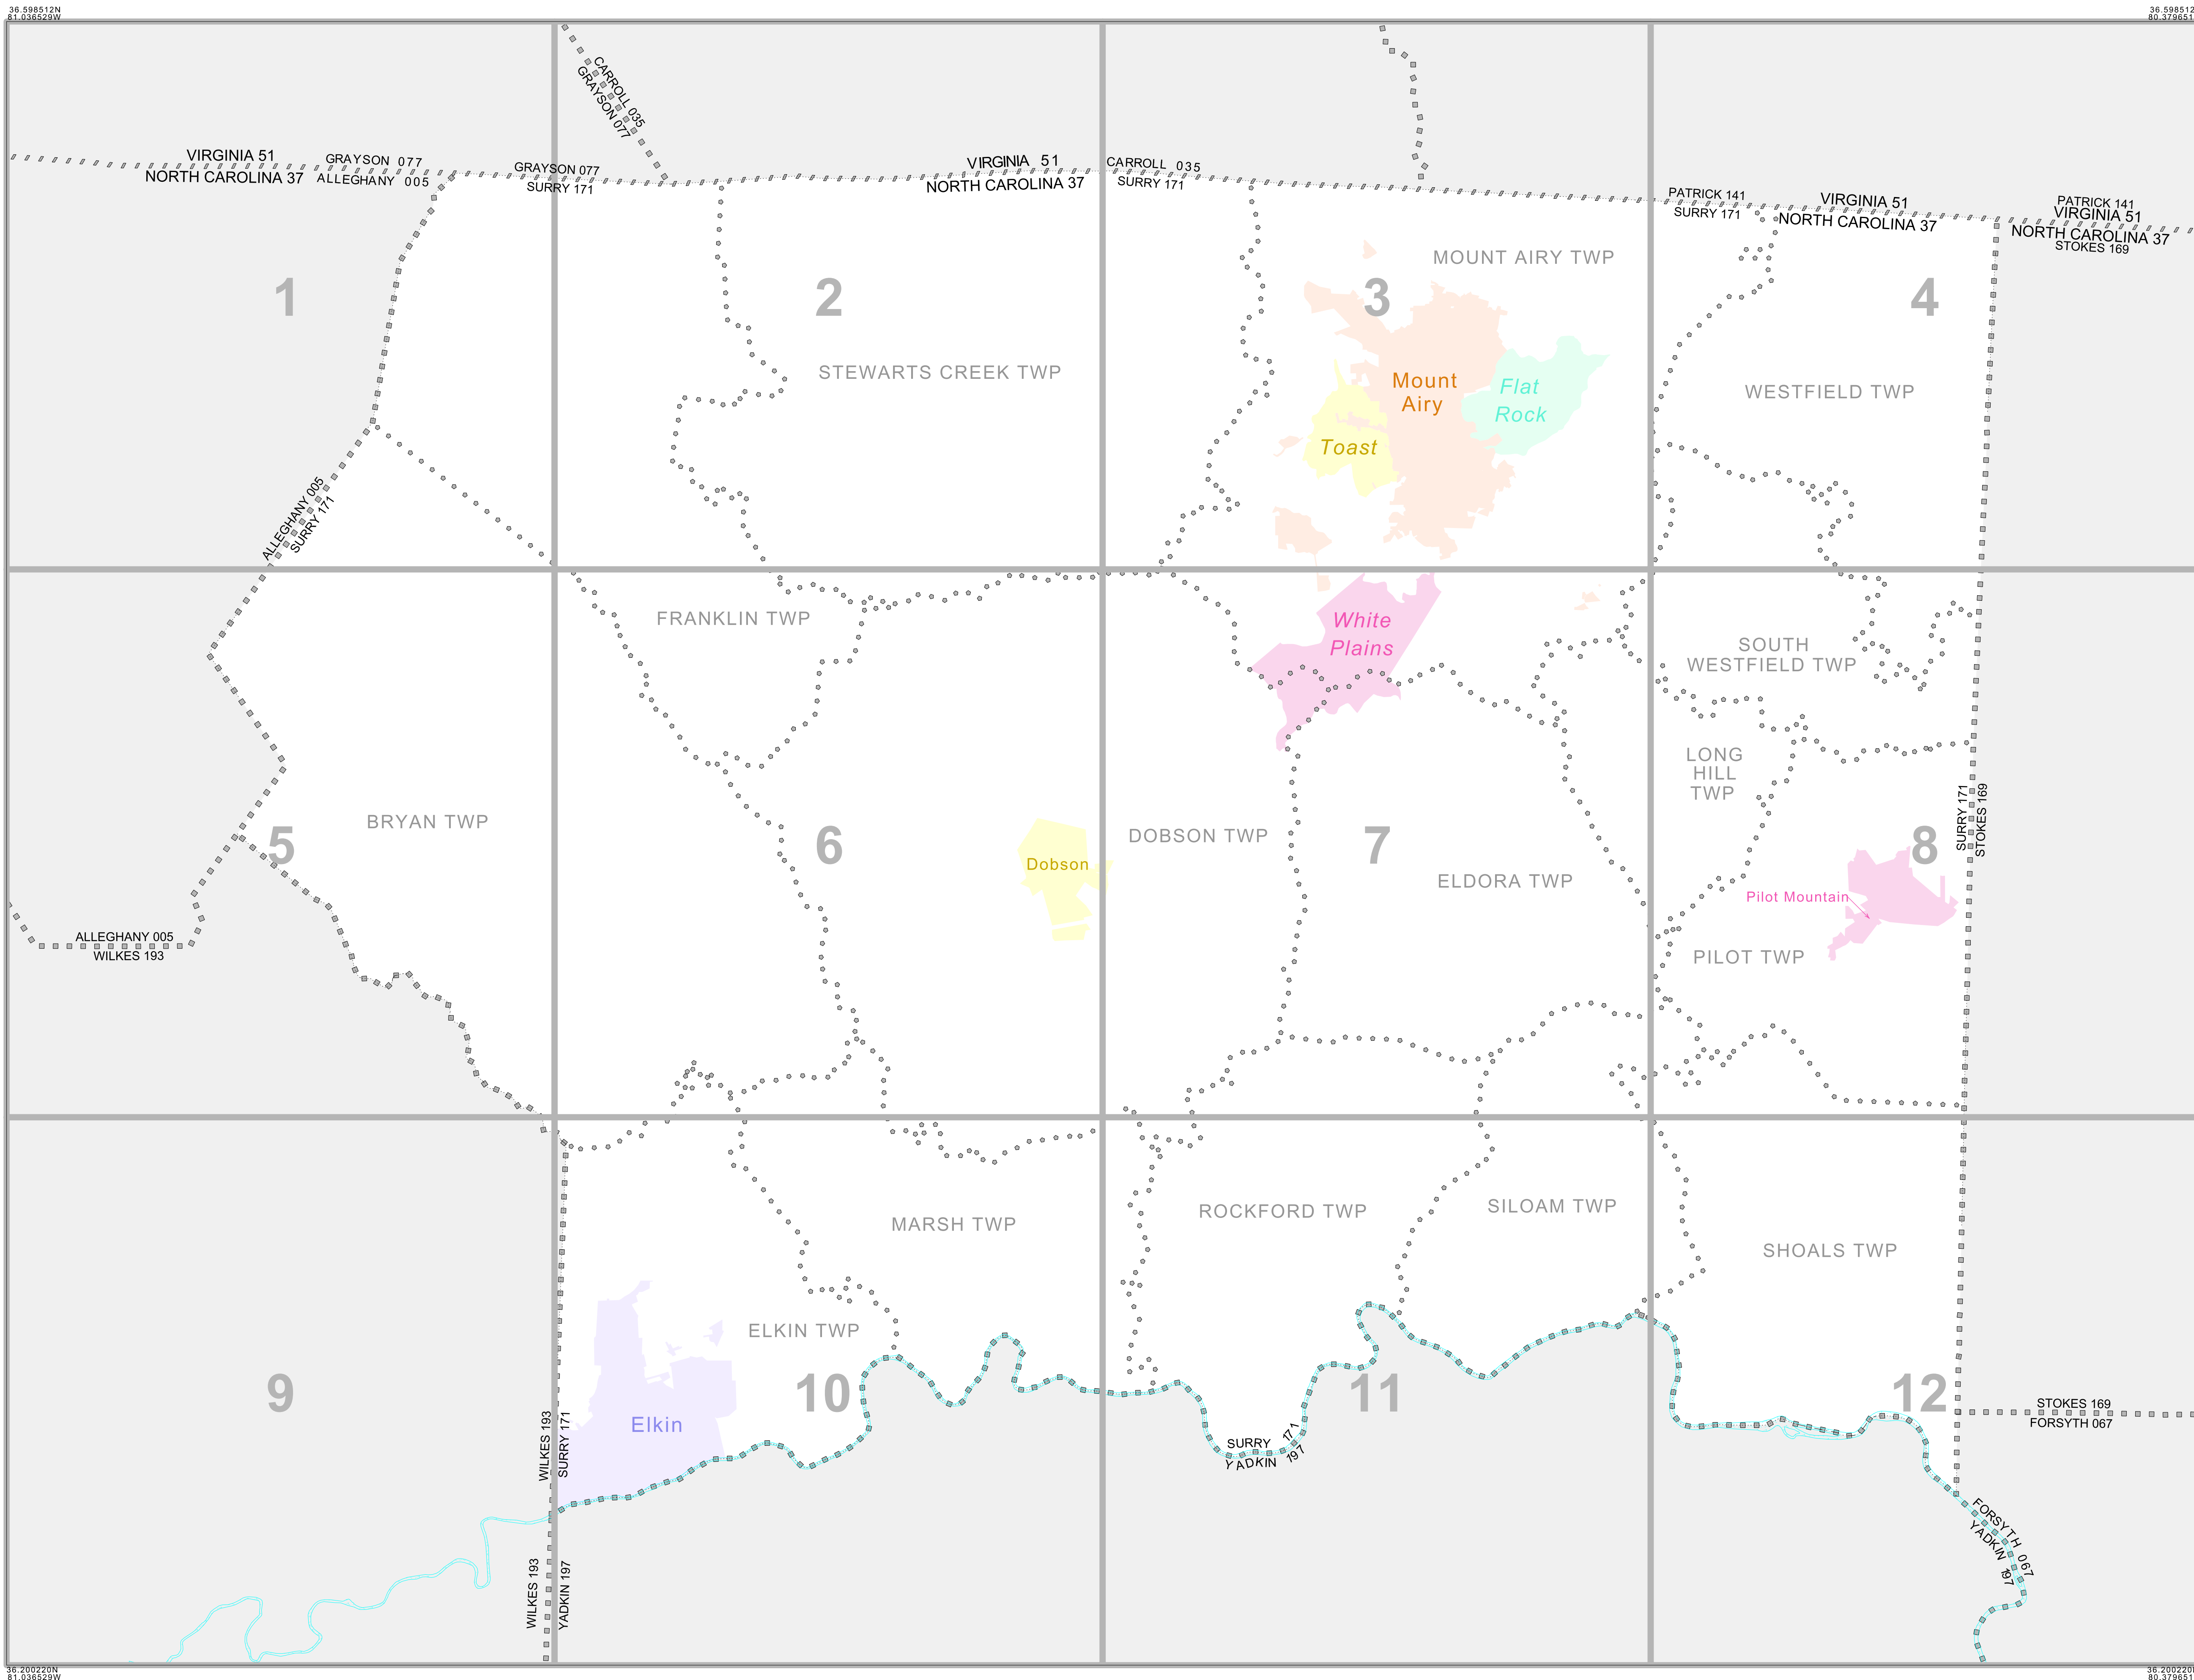 36.598512N
81.036529W
36.598512
80.379651
CARROLL 035
GRAYSON 077
VIRGINIA 51
GRAYSON 077
NORTH CAROLINA 37
ALLEGHANY 005
GRAYSON 077
SURRY 171
VIRGINIA 51
NORTH CAROLINA 37
CARROLL 035
SURRY 171
PATRICK 141
SURRY 171
VIRGINIA 51
NORTH CAROLINA 37
PATRICK 141
VIRGINIA 51
NORTH CAROLINA 37
STOKES 169
MOUNT AIRY TWP
1
2
3
4
STEWARTS CREEK TWP
Mount
Airy
Flat
Rock
Toast
WESTFIELD TWP
ALLEGHANY 005
SURRY 171
FRANKLIN TWP
White
Plains
SOUTH
WESTFIELD TWP
LONG
HILL
TWP
BRYAN TWP
DOBSON TWP
SURRY 171
STOKES 169
5
6
7
8
Dobson
ELDORA TWP
Pilot Mountain
PILOT TWP
ALLEGHANY 005
WILKES 193
MARSH TWP
ROCKFORD TWP
SILOAM TWP
SHOALS TWP
ELKIN TWP
9
10
11
12
Elkin
WILKES 193
SURRY 171
SURRY 171
YADKIN 197
STOKES 169
FORSYTH 067
FORSYTH 067
YADKIN 197
WILKES 193
YADKIN 197
36.200220N
81.036529W
36.200220
80.379651